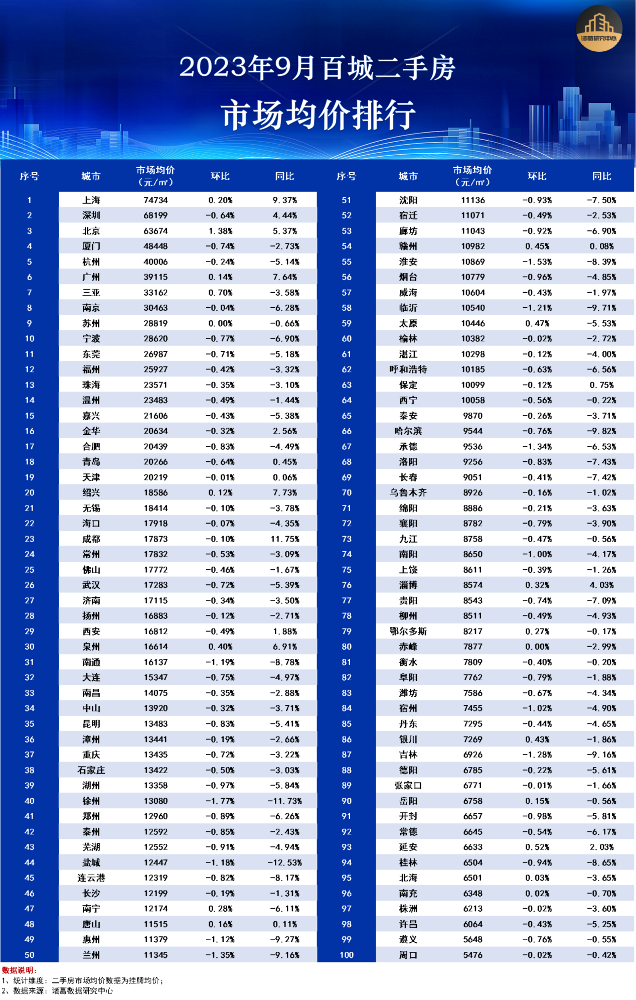 诸葛研究中心
2023年9月百城二手房
市场均价排行
序号 城市 市场均价（元/㎡） 环比 同比 序号 城市 市场均价（元/㎡） 环比 同比
1 上海 74734 0.20% 9.37% 51 沈阳 11136 -0.93% -7.50%
2 深圳 68199 -0.64% 4.44% 52 宿迁 11071 -0.49% -2.53%
3 北京 63674 1.38% 5.37% 53 廊坊 11043 -0.92% -6.90%
4 厦门 48448 -0.74% -2.73% 54 赣州 10982 0.45% 0.08%
5 杭州 40006 -0.24% -5.14% 55 淮安 10869 -1.53% -8.39%
6 广州 39115 0.14% 7.64% 56 烟台 10779 -0.96% -4.85%
7 三亚 33162 0.70% -3.58% 57 威海 10604 -0.43% -1.97%
8 南京 30463 -0.04% -6.28% 58 临沂 10540 -1.21% -9.71%
9 苏州 28819 0.00% -0.66% 59 太原 10446 0.47% -5.53%
10 宁波 28620 -0.77% -6.90% 60 榆林 10382 -0.02% -2.72%
11 东莞 26987 -0.71% -5.18% 61 湛江 10298 -0.12% -4.00%
12 福州 25927 -0.42% -3.32% 62 呼和浩特 10185 -0.63% -6.56%
13 珠海 23571 -0.35% -3.10% 63 保定 10099 -0.12% 0.75%
14 温州 23483 -0.49% -1.44% 64 西宁 10058 -0.56% -0.22%
15 嘉兴 21606 -0.43% -5.38% 65 泰安 9870 -0.26% -3.71%
16 金华 20634 -0.32% 2.56% 66 哈尔滨 9544 -0.76% -9.82%
17 合肥 20439 -0.83% -4.49% 67 承德 9536 -1.34% -6.53%
18 青岛 20266 -0.64% 0.45% 68 洛阳 9256 -0.83% -7.43%
19 天津 20219 -0.01% 0.06% 69 长春 9051 -0.41% -7.42%
20 绍兴 18586 0.12% 7.73% 70 乌鲁木齐 8926 -0.16% -1.02%
21 无锡 18414 -0.10% -3.78% 71 绵阳 8886 -0.21% -3.63%
22 海口 17918 -0.07% -4.35% 72 襄阳 8782 -0.79% -3.90%
23 成都 17873 -0.10% 11.75% 73 九江 8758 -0.47% -0.56%
24 常州 17832 -0.53% -3.09% 74 南阳 8650 -1.00% -4.17%
25 佛山 17772 -0.46% -1.67% 75 上饶 8611 -0.39% -1.26%
26 武汉 17283 -0.72% -5.39% 76 淄博 8574 0.32% 4.03%
27 济南 17115 -0.34% -3.50% 77 贵阳 8543 -0.74% -7.09%
28 扬州 16883 -0.12% -2.71% 78 柳州 8511 -0.49% -4.93%
29 西安 16812 -0.49% 1.88% 79 鄂尔多斯 8217 0.27% -0.17%
30 泉州 16614 0.40% 6.91% 80 赤峰 7877 0.00% -2.99%
31 南通 16137 -1.19% -8.78% 81 衡水 7809 -0.40% -0.20%
32 大连 15347 -0.75% -4.97% 82 阜阳 7762 -0.79% -1.88%
33 南昌 14075 -0.35% -2.88% 83 潍坊 7586 -0.67% -4.34%
34 中山 13920 -0.32% -3.71% 84 宿州 7455 -1.02% -4.90%
35 昆明 13483 -0.83% -5.41% 85 丹东 7295 -0.44% -4.65%
36 漳州 13441 -0.19% -2.66% 86 银川 7269 0.43% -1.86%
37 重庆 13435 -0.72% -3.22% 87 吉林 6926 -1.28% -9.16%
38 石家庄 13422 -0.50% -3.03% 88 德阳 6785 -0.22% -5.61%
39 湖州 13358 -0.97% -5.84% 89 张家口 6771 -0.01% -1.66%
40 徐州 13080 -1.77% -11.73% 90 岳阳 6758 0.15% -0.56%
41 郑州 12960 -0.89% -6.26% 91 开封 6657 -0.98% -5.81%
42 泰州 12592 -0.85% -2.43% 92 常德 6645 -0.54% -6.17%
43 芜湖 12552 -0.91% -4.94% 93 延安 6633 0.52% 2.03%
44 盐城 12447 -1.18% -12.53% 94 桂林 6504 -0.94% -8.65%
45 连云港 12319 -0.82% -8.17% 95 北海 6501 0.03% -3.65%
46 长沙 12199 -0.19% -1.31% 96 南充 6348 0.02% -0.70%
47 南宁 12174 0.28% -6.11% 97 株洲 6213 -0.02% -3.60%
48 唐山 11515 0.16% 0.11% 98 许昌 6064 -0.43% -5.25%
49 惠州 11379 -1.12% -9.27% 99 遵义 5648 -0.76% -0.55%
50 兰州 11345 -1.35% -9.16% 100 周口 5476 -0.02% -0.42%
数据说明：
1、统计维度：二手房市场均价数据为挂牌均价；
2、数据来源：诸葛数据研究中心